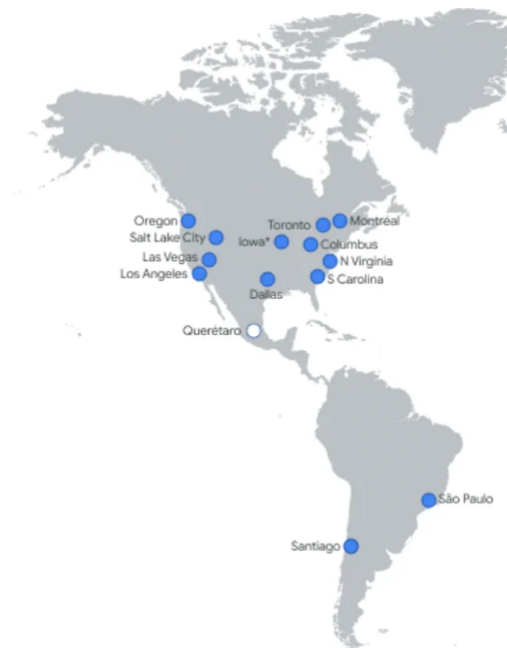 Oregon
Toronto
Montréal
Salt Lake City
Iowa*
Columbus
Las Vegas
N Virginia
Los Angeles
S Carolina
Dallas
Querétaro
São Paulo
Santiago